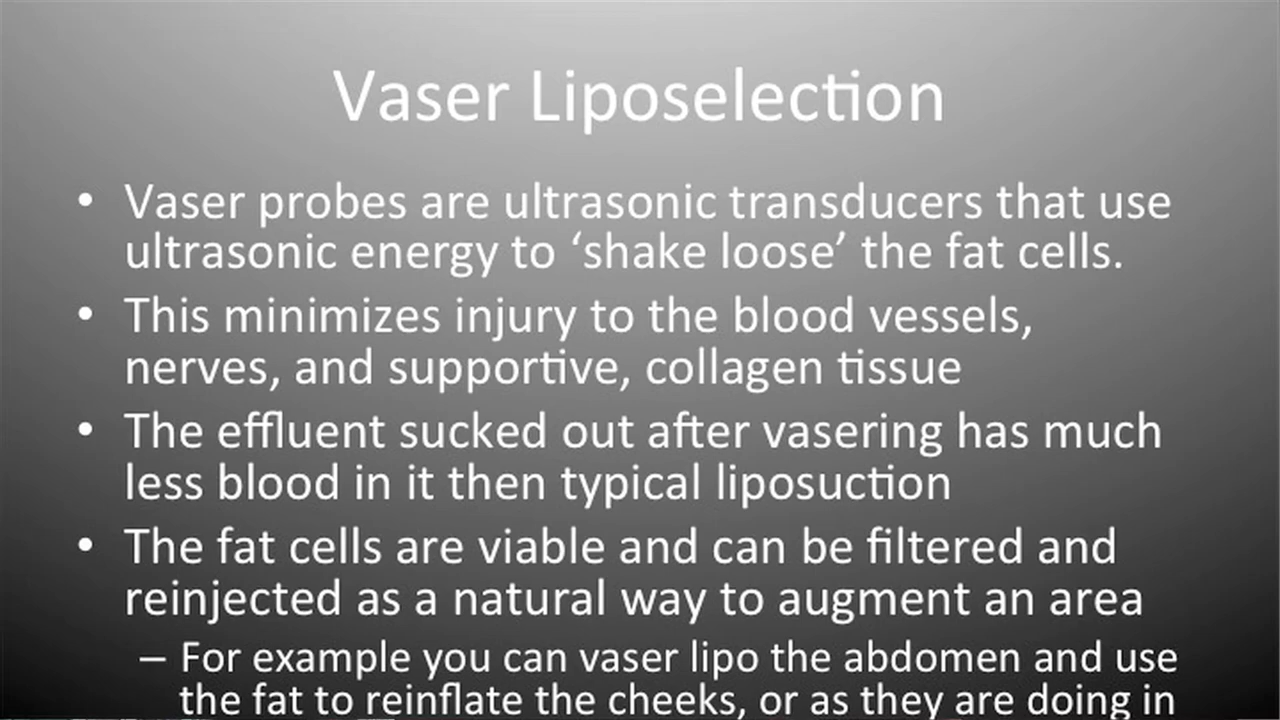 Vaser Liposelection
• Vaser probes are ultrasonic transducers that use
ultrasonic energy to ‘shake loose’ the fat cells.
• This minimizes injury to the blood vessels,
nerves, and supportive, collagen tissue
• The effluent sucked out after vasering has much
less blood in it then typical liposuction
• The fat cells are viable and can be filtered and
reinjected as a natural way to augment an area
– For example you can vaser lipo the abdomen and use
the fat to reinflate the cheeks, or as they are doing in